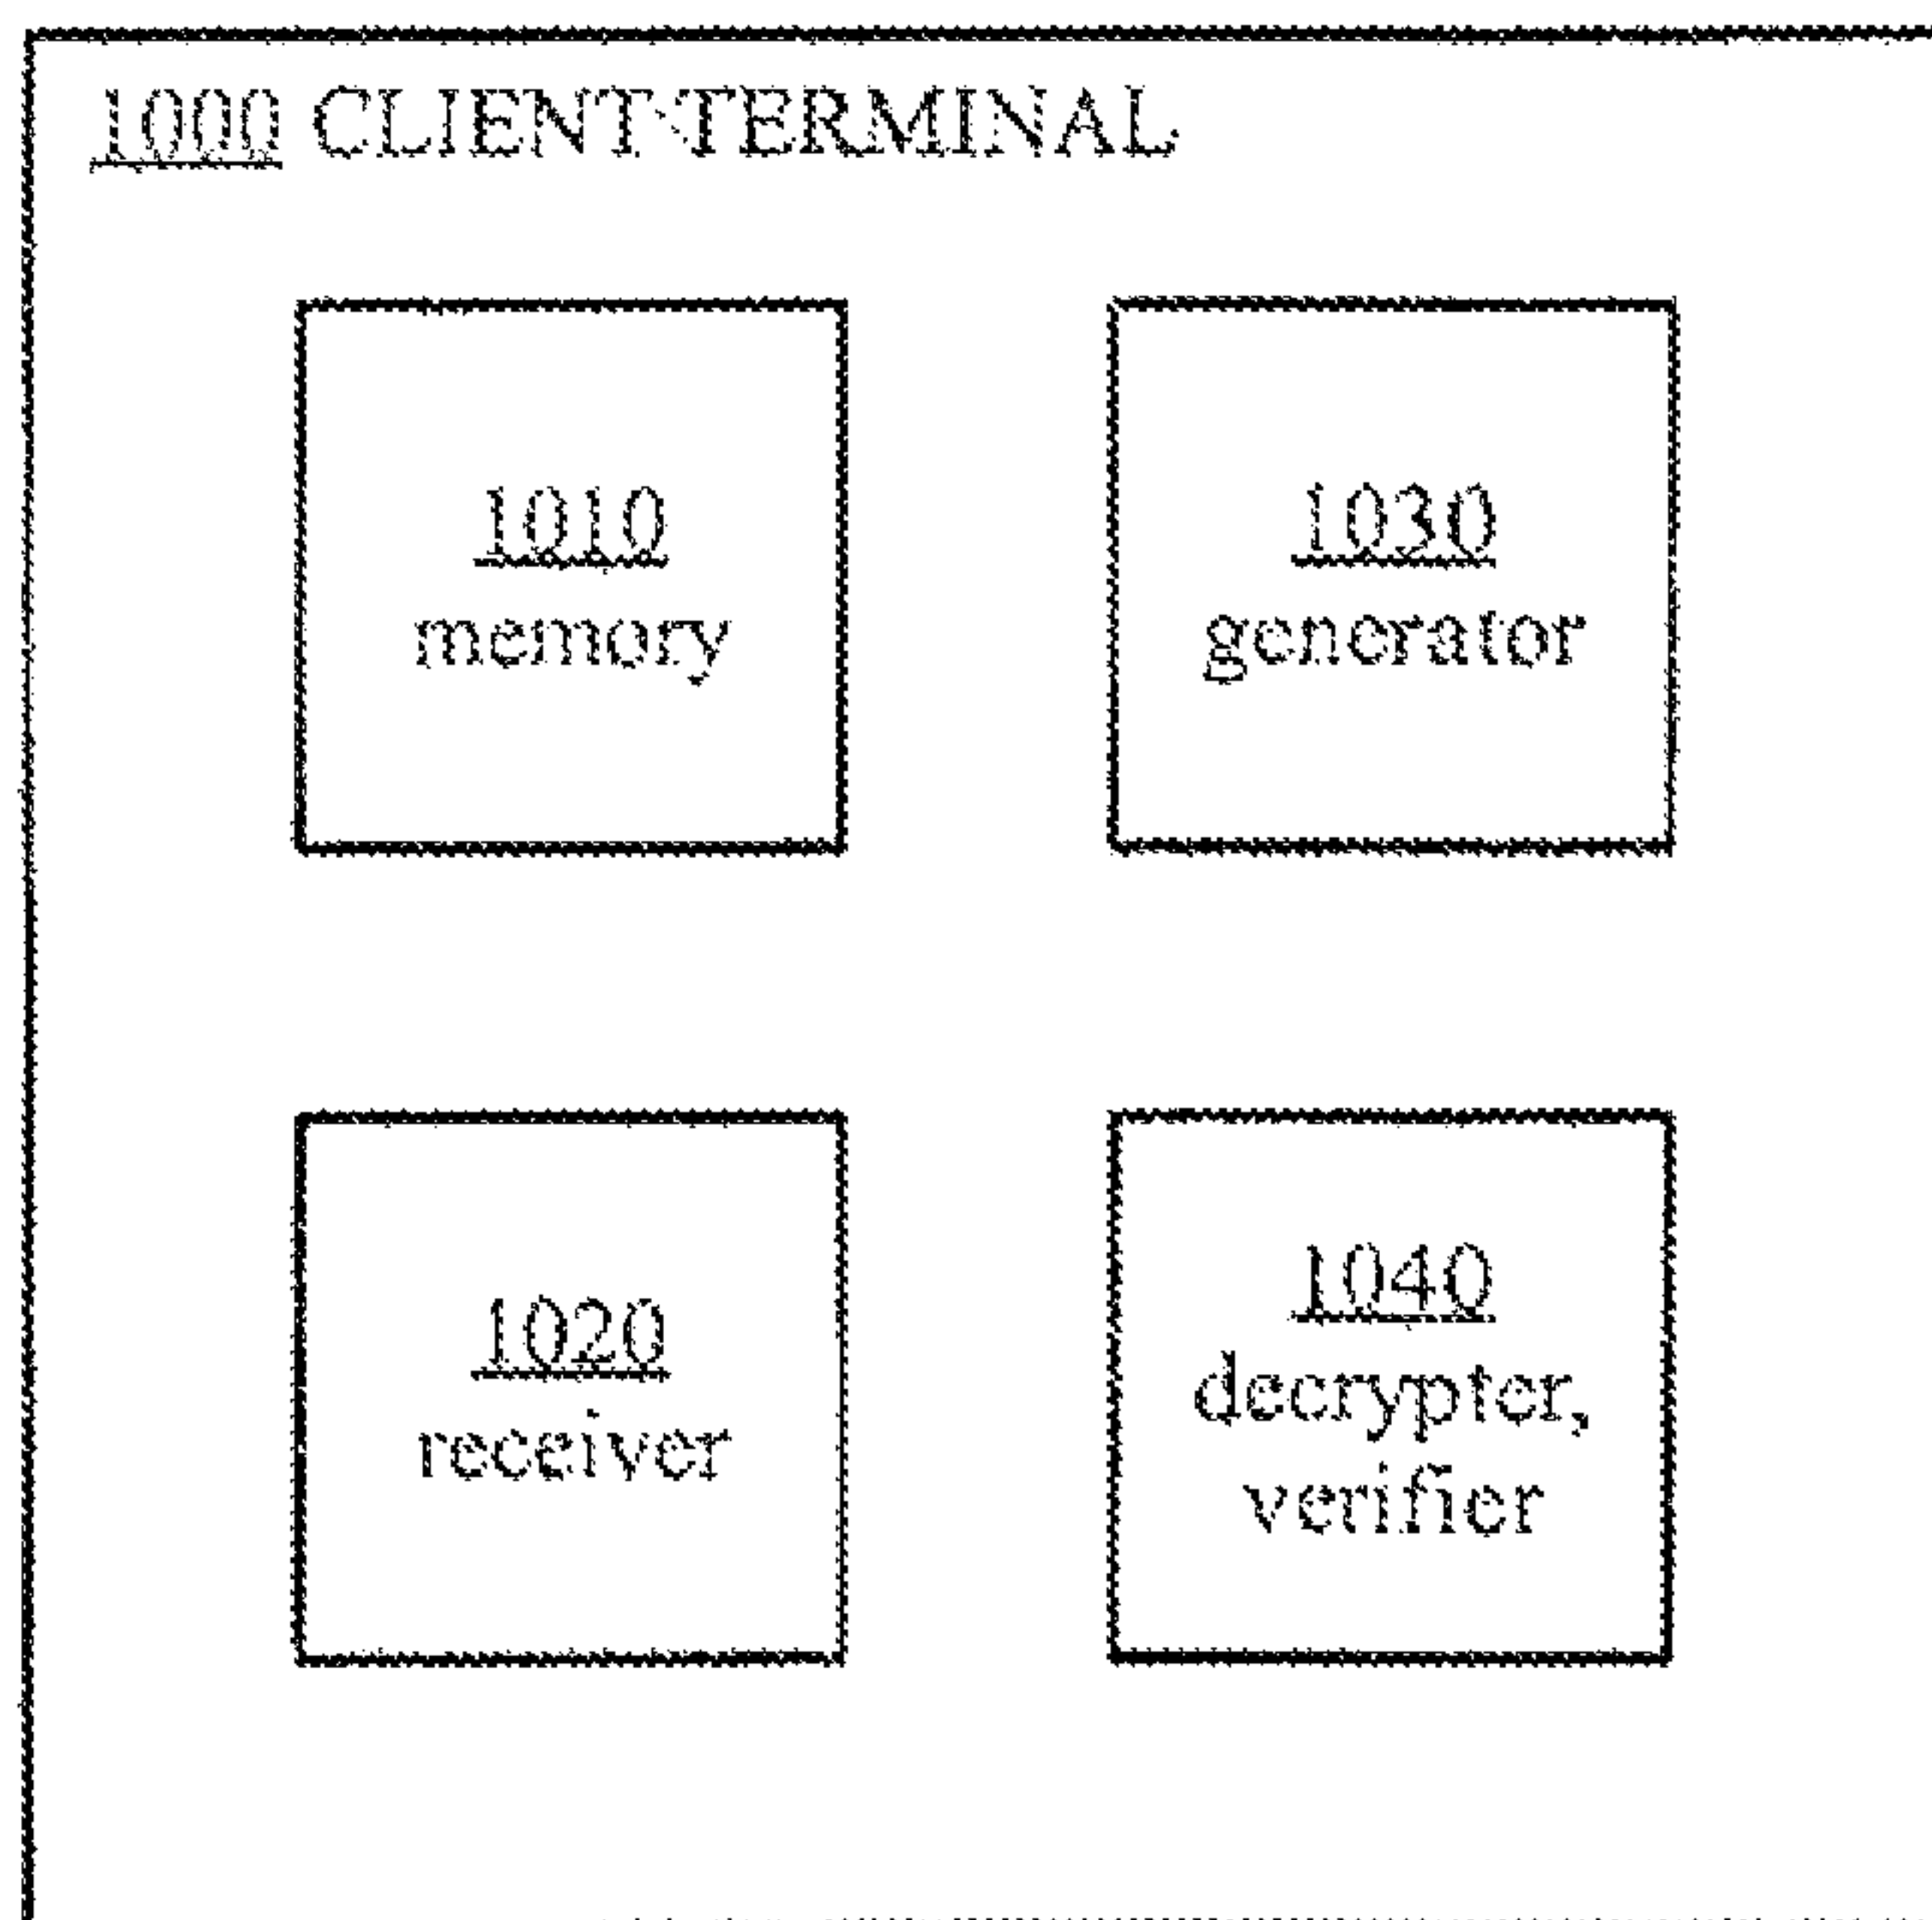 1000 CLIENT TERMINAL
1010
memory
1030
generator
1020
receiver
1040
decrypter,
verifier